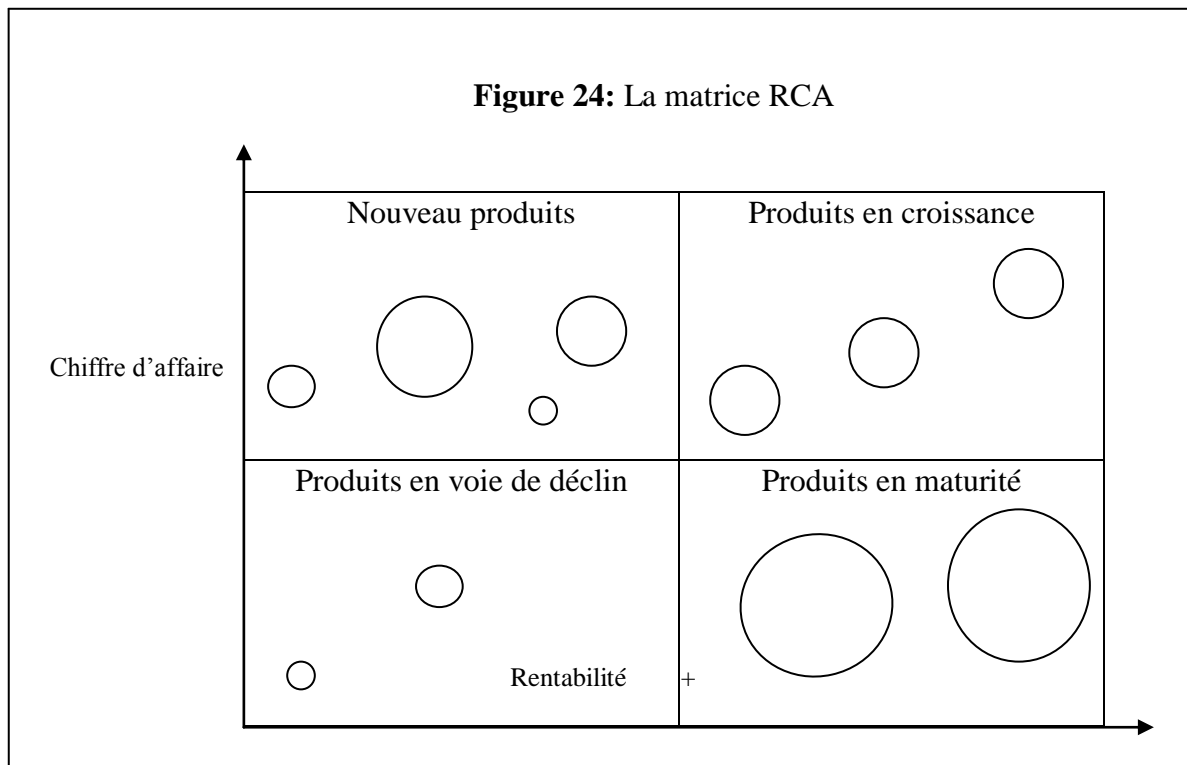 Figure 24: La matrice RCA
Nouveau produits
Produits en croissance
Chiffre d’affaire
Produits en voie de déclin
Produits en maturité
Rentabilité +